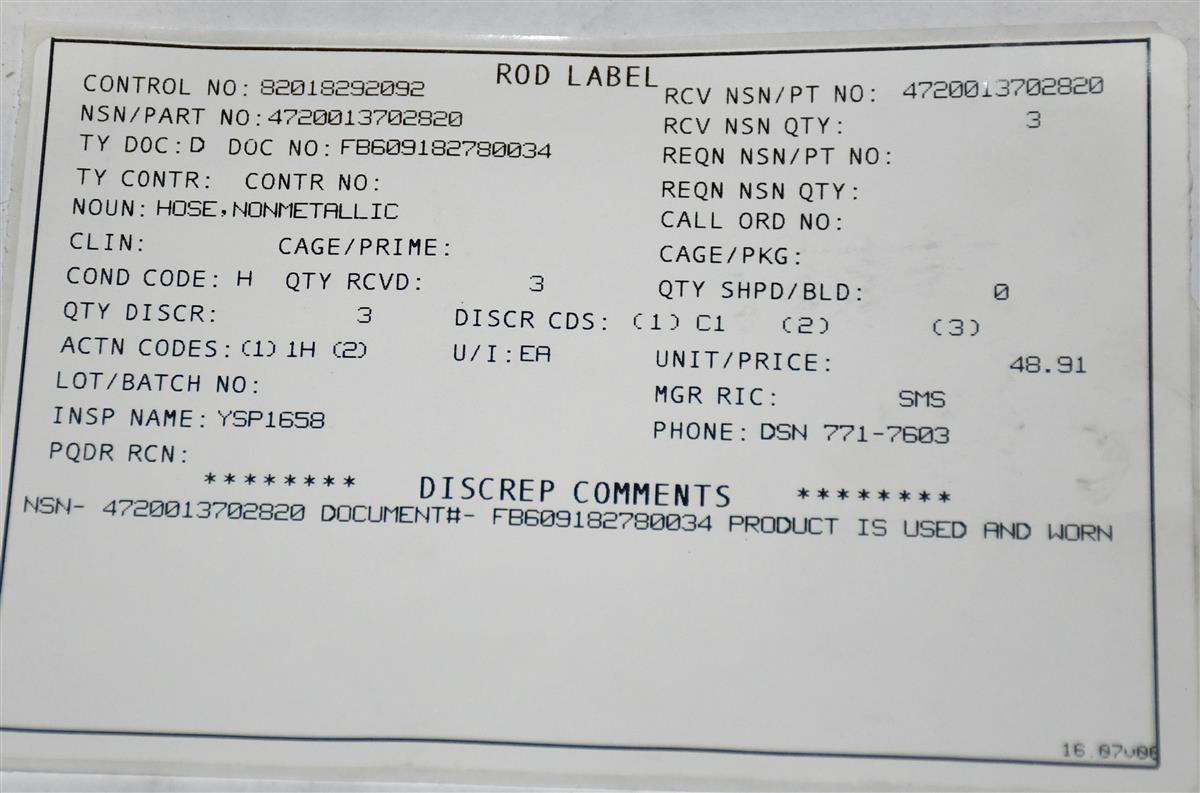 ROD LABEL
CONTROL NO: 82018292092 RCV NSN/PT NO: 4720013702820
NSN/PART NO:4720013702820 RCV NSN QTY: 3
TY DOC: D DOC NO: FB609182780034 REQN NSN/PT NO:
TY CONTR: CONTR NO: REQN NSN QTY:
NOUN: HOSE,NONMETALLIC CALL ORD NO:
CLIN: CAGE/PRIME: CAGE/PKG:
COND CODE: H QTY RCVD: 3 QTY SHPD/BLD: 0
QTY DISCR: 3 DISCR CDS: (1) C1 (2) (3)
ACTN CODES: (1) 1H (2) U/I: EA UNIT/PRICE: 48.91
LOT/BATCH NO: MGR RIC: SMS
INSP NAME: YSP1658 PHONE: DSN 771-7603
PQDR RCN:
******** DISCREP COMMENTS ********
NSN- 4720013702820 DOCUMENT#- FB609182780034 PRODUCT IS USED AND WORN